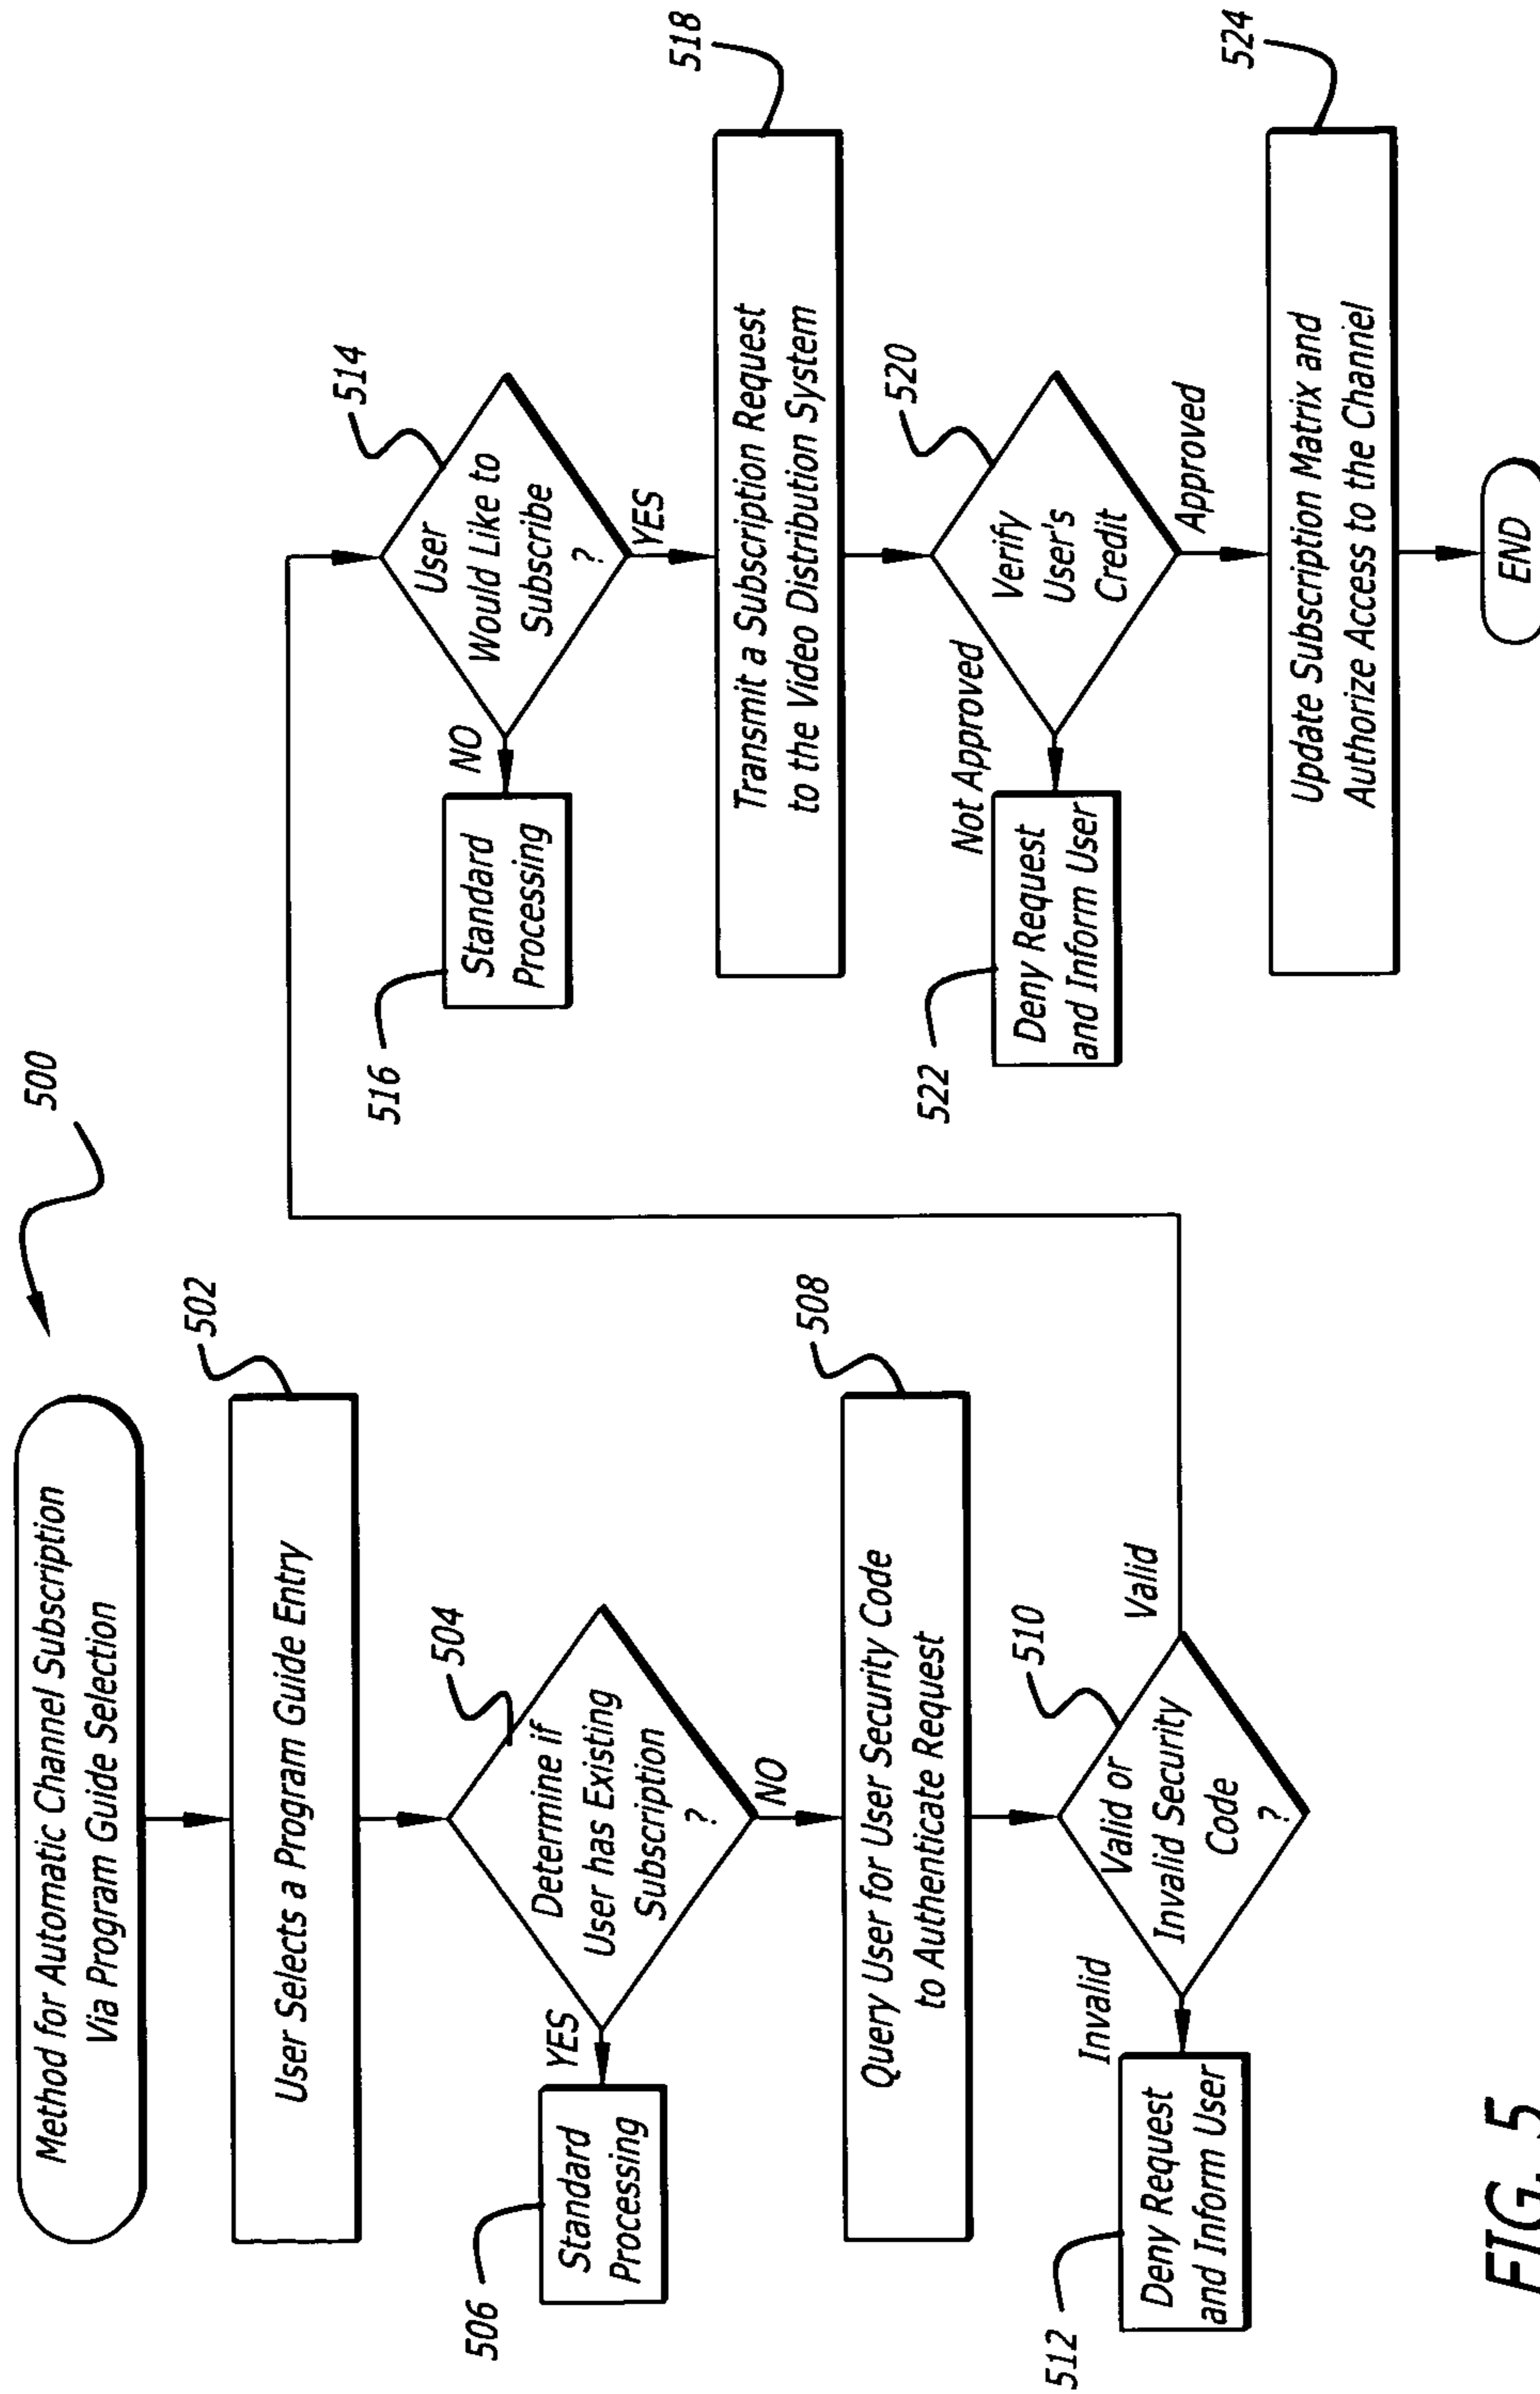 500
Method for Automatic Channel Subscription
Via Program Guide Selection
502
User Selects a Program Guide Entry
504
Determine if
User has Existing
Subscription
?
YES
506
Standard
Processing
NO
508
Query User for User Security Code
to Authenticate Request
510
Valid or
Invalid Security
Code
?
Invalid
512
Deny Request
and Inform User
Valid
514
User
Would Like to
Subscribe
?
NO
516
Standard
Processing
YES
518
Transmit a Subscription Request
to the Video Distribution System
520
Verify
User's
Credit
Not Approved
522
Deny Request
and Inform User
Approved
524
Update Subscription Matrix and
Authorize Access to the Channel
END
FIG. 5